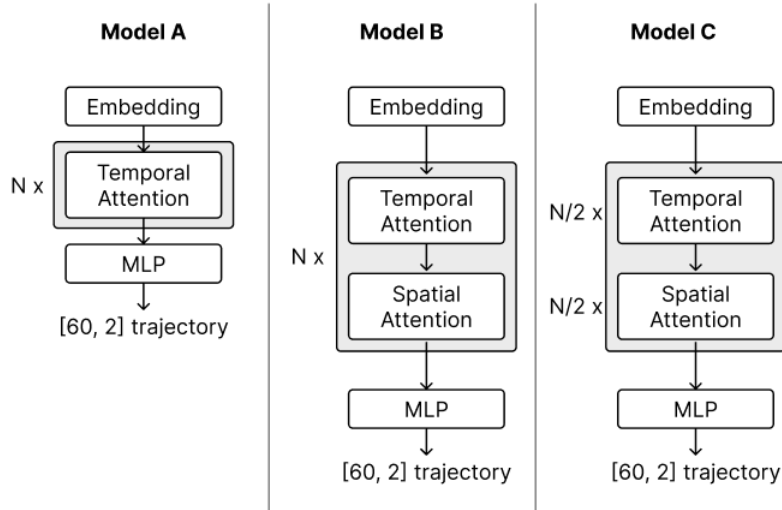 Model A
Embedding
N x
Temporal
Attention
MLP
[60, 2] trajectory
Model B
Embedding
N x
Temporal
Attention
Spatial
Attention
MLP
[60, 2] trajectory
Model C
Embedding
N/2 x
Temporal
Attention
N/2 x
Spatial
Attention
MLP
[60, 2] trajectory